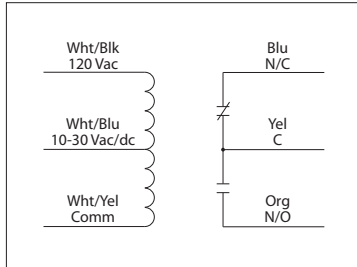 Wht/Blk
120 Vac
Wht/Blu
10-30 Vac/dc
Wht/Yel
Comm
Blu
N/C
Yel
C
Org
N/O